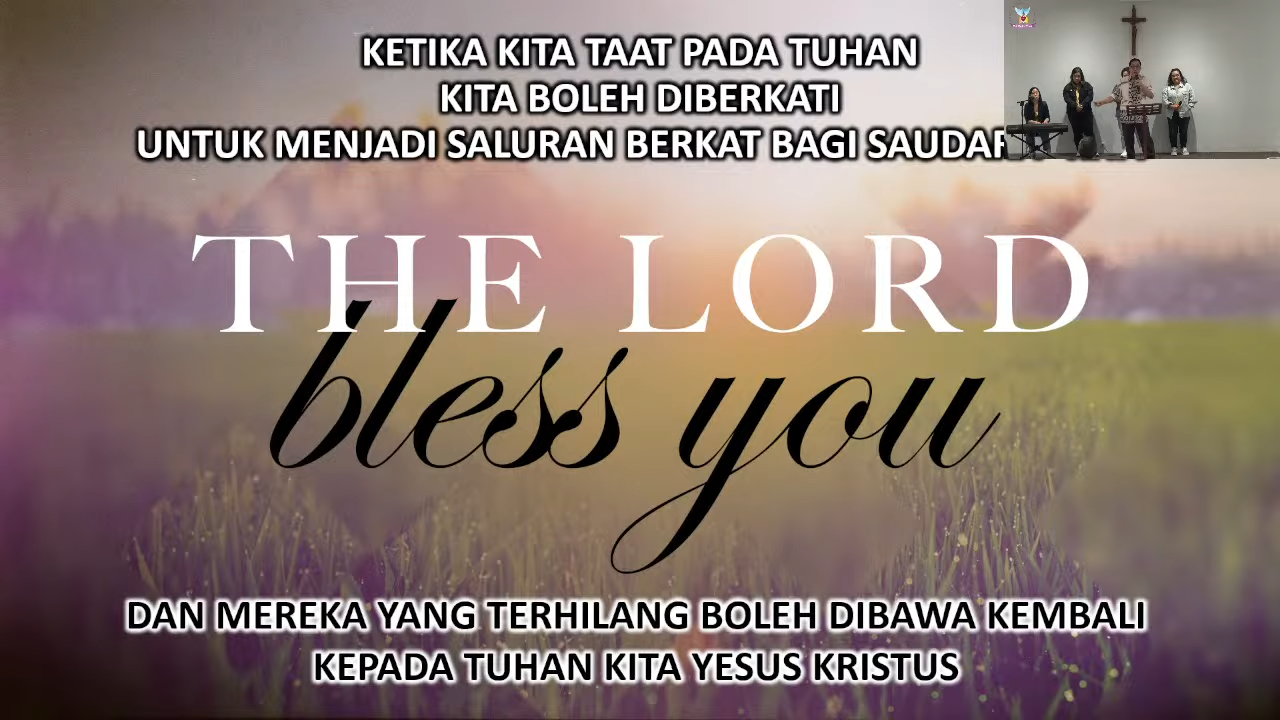 KETIKA KITA TAAT PADA TUHAN
KITA BOLEH DIBERKATI
UNTUK MENJADI SALURAN BERKAT BAGI
THE LORD
bless you
DAN MEREKA YANG TERHILANG BOLEH DIBAWA KEMBALI
KEPADA TUHAN KITA YESUS KRISTUS